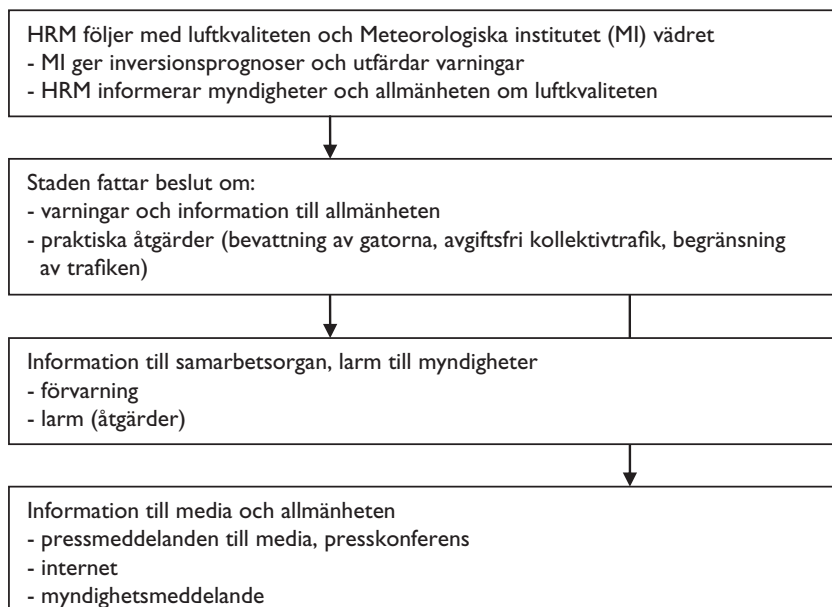 HRM följer med luftkvaliteten och Meteorologiska institutet (MI) vädret
- MI ger inversionsprognoser och utfärdar varningar
- HRM informerar myndigheter och allmänheten om luftkvaliteten
Staden fattar beslut om:
- varningar och information till allmänheten
- praktiska åtgärder (bevattning av gatorna, avgiftsfri kollektivtrafik, begränsning
av trafiken)
Information till samarbetsorgan, larm till myndigheter
- förvarning
- larm (åtgärder)
Information till media och allmänheten
- pressmeddelanden till media, presskonferens
- internet
- myndighetsmeddelande